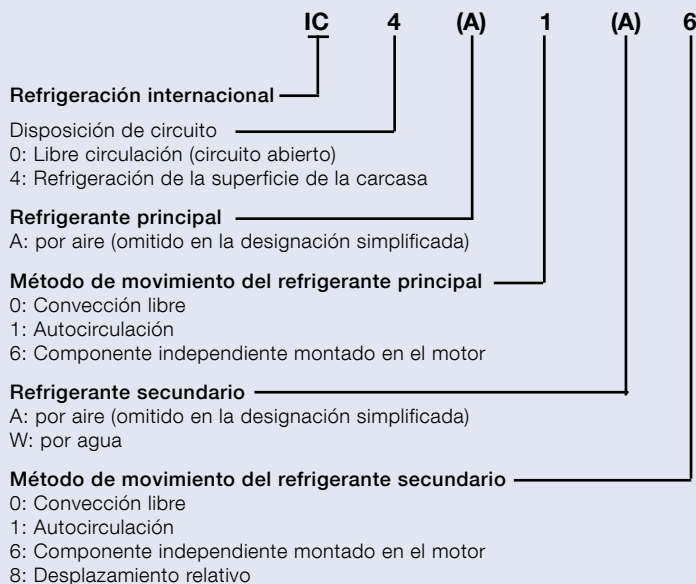 IC 4 (A) 1 (A) 6
Refrigeración internacional
Disposición de circuito
0: Libre circulación (circuito abierto)
4: Refrigeración de la superficie de la carcasa
Refrigerante principal
A: por aire (omitido en la designación simplificada)
Método de movimiento del refrigerante principal
0: Convección libre
1: Autocirculación
6: Componente independiente montado en el motor
Refrigerante secundario
A: por aire (omitido en la designación simplificada)
W: por agua
Método de movimiento del refrigerante secundario
0: Convección libre
1: Autocirculación
6: Componente independiente montado en el motor
8: Desplazamiento relativo